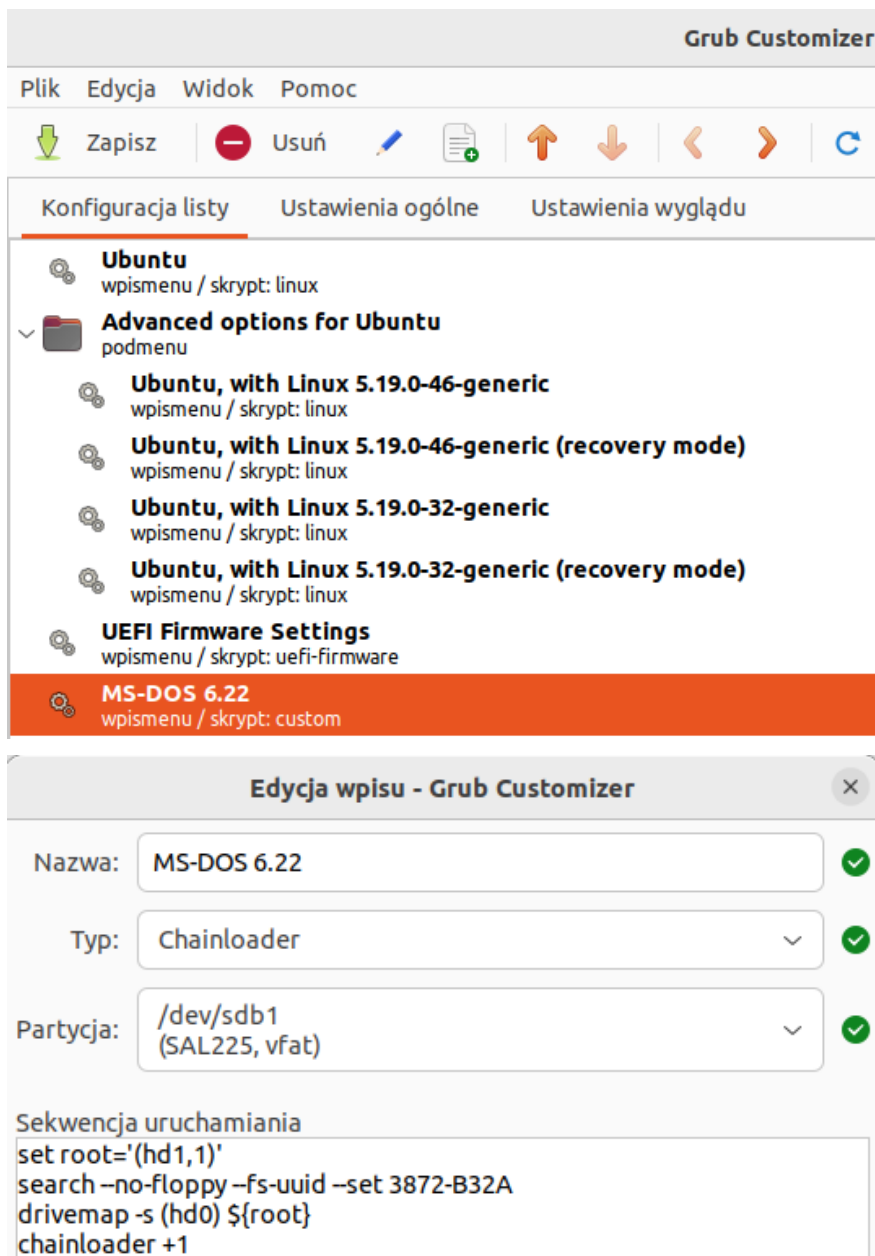 Grub Customizer
Plik Edycja Widok Pomoc
Zapisz Usuń
Konfiguracja listy Ustawienia ogólne Ustawienia wyglądu
Ubuntu
wpismenu / skrypt: linux
Advanced options for Ubuntu
podmenu
Ubuntu, with Linux 5.19.0-46-generic
wpismenu / skrypt: linux
Ubuntu, with Linux 5.19.0-46-generic (recovery mode)
wpismenu / skrypt: linux
Ubuntu, with Linux 5.19.0-32-generic
wpismenu / skrypt: linux
Ubuntu, with Linux 5.19.0-32-generic (recovery mode)
wpismenu / skrypt: linux
UEFI Firmware Settings
wpismenu / skrypt: uefi-firmware
MS-DOS 6.22
wpismenu / skrypt: custom
Edycja wpisu - Grub Customizer
Nazwa: MS-DOS 6.22
Typ: Chainloader
Partycja: /dev/sdb1
(SAL225, vfat)
Sekwencja uruchamiania
set root='(hd1,1)'
search --no-floppy --fs-uuid --set 3872-B32A
drivemap -s (hd0) ${root}
chainloader +1